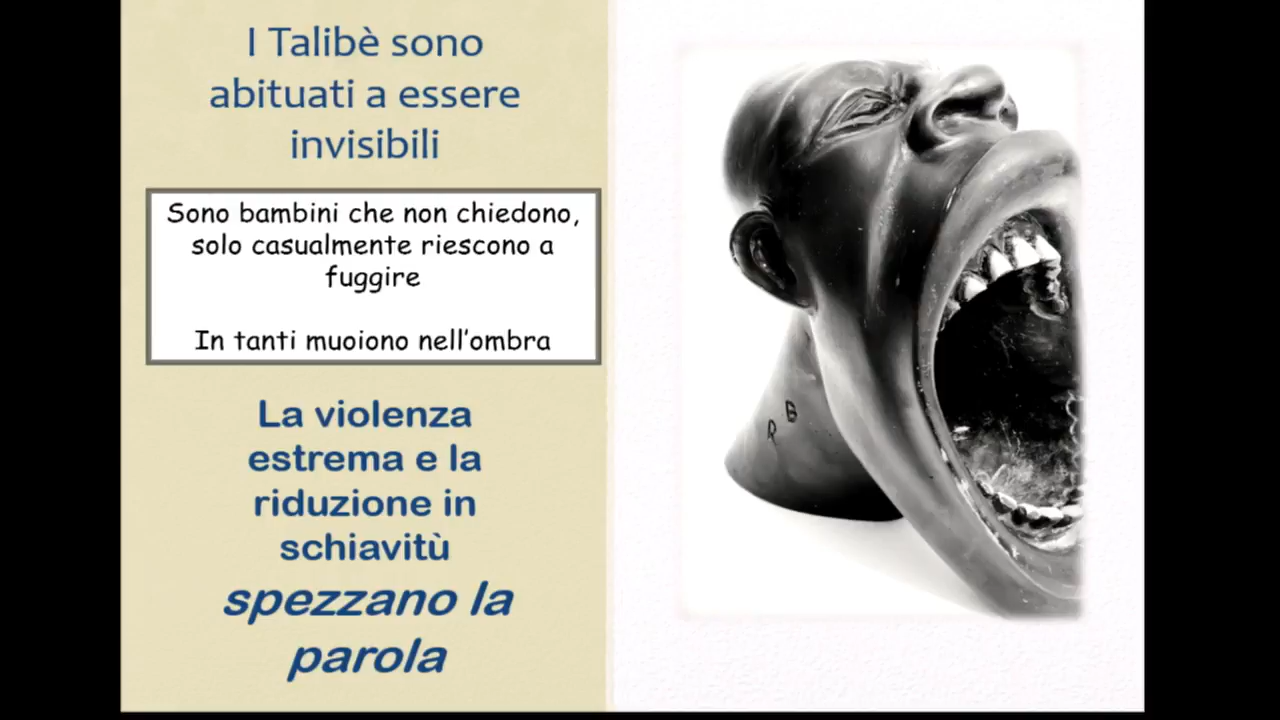 I Talibè sono
abituati a essere
invisibili
Sono bambini che non chiedono,
solo casualmente riescono a
fuggire
In tanti muoiono nell'ombra
La violenza
estrema e la
riduzione in
schiavitù
spezzano la
parola
R B